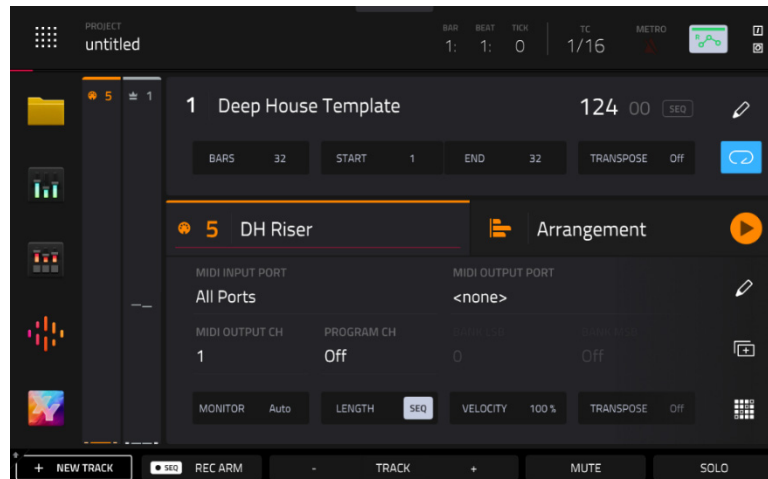 PROJECT
untitled
BAR BEAT TICK
1: 1: 0
TC
1/16
METRO
5
1
1 Deep House Template
124 00 SEQ
BARS 32 START 1 END 32 TRANSPOSE Off
5 DH Riser
Arrangement
MIDI INPUT PORT MIDI OUTPUT PORT
All Ports <none>
MIDI OUTPUT CH PROGRAM CH BANK LSB BANK MSB
1 Off 0 Off
MONITOR Auto LENGTH SEQ VELOCITY 100 % TRANSPOSE Off
+ NEW TRACK SEQ REC ARM - TRACK + MUTE SOLO